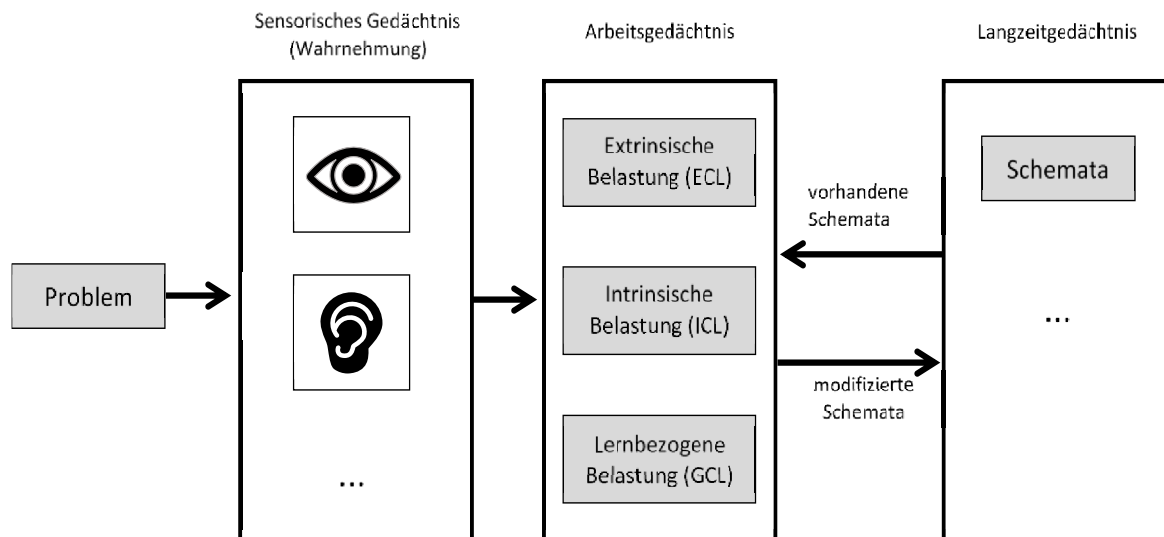 Sensorisches Gedächtnis
(Wahrnehmung)
Arbeitsgedächtnis
Langzeitgedächtnis
Problem
...
Extrinsische
Belastung (ECL)
Intrinsische
Belastung (ICL)
Lernbezogene
Belastung (GCL)
vorhandene
Schemata
modifizierte
Schemata
Schemata
...